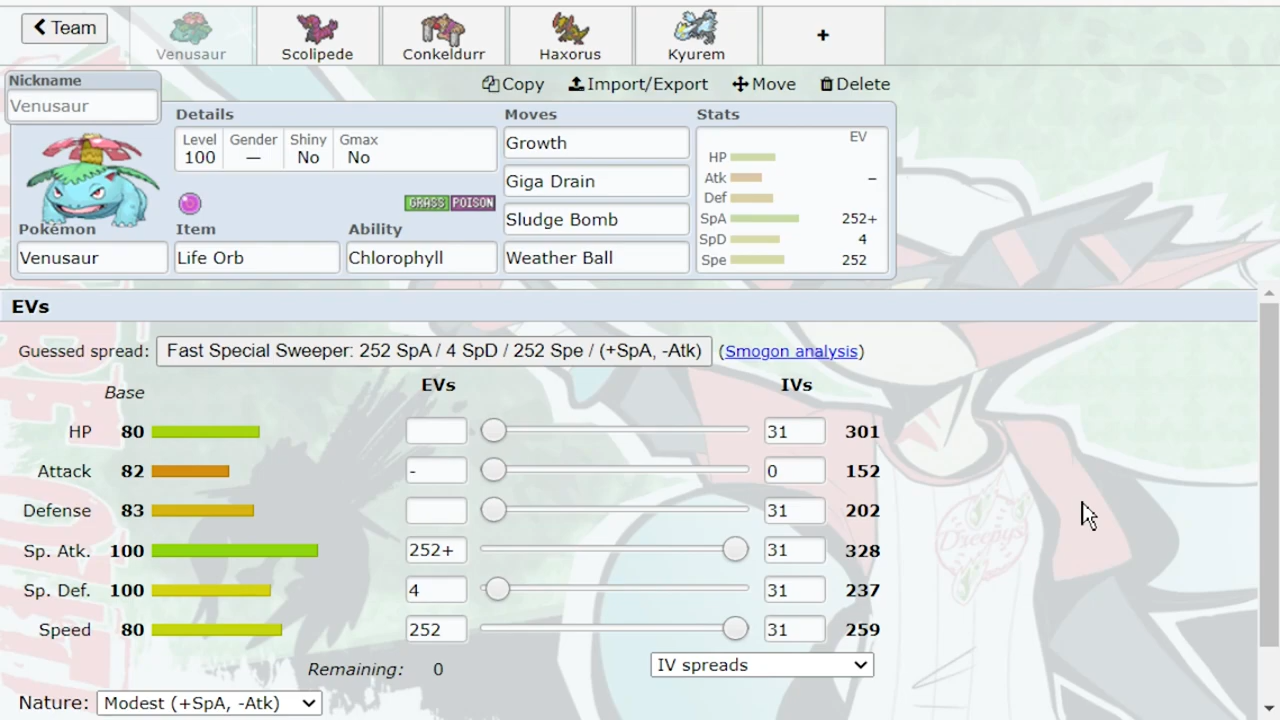 Team
Venusaur
Scolipede
Conkeldurr
Haxorus
Kyurem
+
Nickname
Venusaur
Copy
Import/Export
Move
Delete
Details
Moves
Stats
Level
100
Gender
—
Shiny
No
Gmax
No
GRASS POISON
Pokémon
Venusaur
Item
Life Orb
Ability
Chlorophyll
Growth
Giga Drain
Sludge Bomb
Weather Ball
EV
HP
Atk –
Def
SpA 252+
SpD 4
Spe 252
EVs
Guessed spread: Fast Special Sweeper: 252 SpA / 4 SpD / 252 Spe / (+SpA, -Atk) (Smogon analysis)
Base EVs IVs
HP 80 31 301
Attack 82 - 0 152
Defense 83 31 202
Sp. Atk. 100 252+ 31 328
Sp. Def. 100 4 31 237
Speed 80 252 31 259
Remaining: 0
IV spreads
Nature: Modest (+SpA, -Atk)
Dreepys